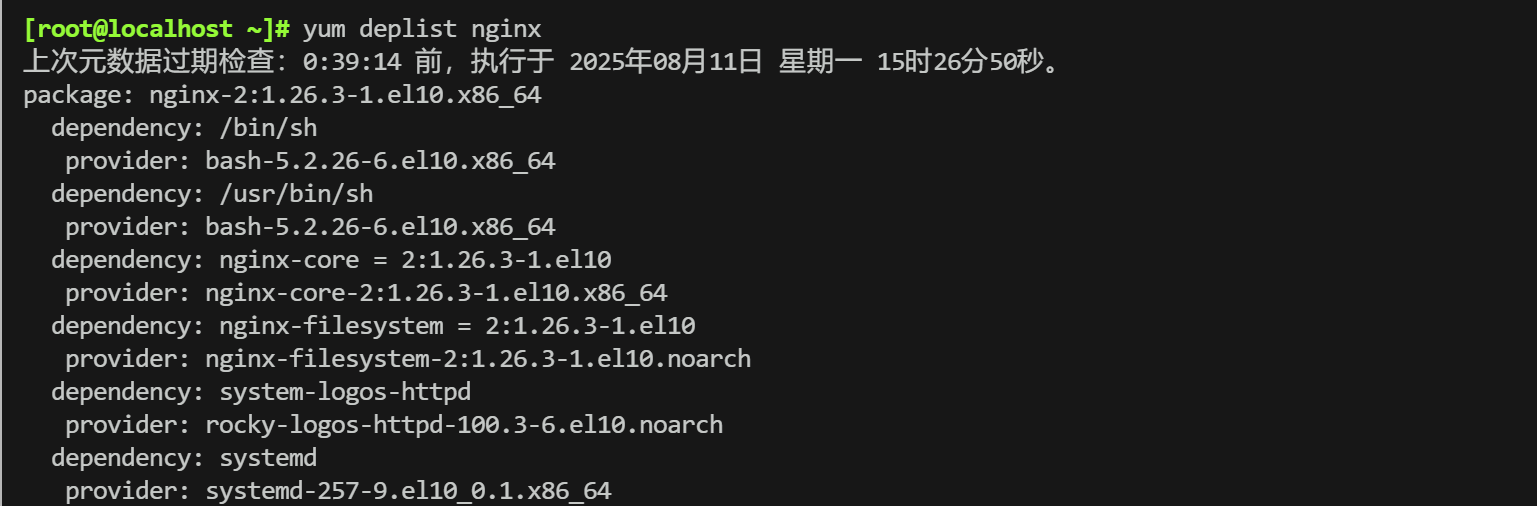 [root@localhost ~]# yum deplist nginx
上次元数据过期检查：0:39:14 前，执行于 2025年08月11日 星期一 15时26分50秒。
package: nginx-2:1.26.3-1.el10.x86_64
  dependency: /bin/sh
   provider: bash-5.2.26-6.el10.x86_64
  dependency: /usr/bin/sh
   provider: bash-5.2.26-6.el10.x86_64
  dependency: nginx-core = 2:1.26.3-1.el10
   provider: nginx-core-2:1.26.3-1.el10.x86_64
  dependency: nginx-filesystem = 2:1.26.3-1.el10
   provider: nginx-filesystem-2:1.26.3-1.el10.noarch
  dependency: system-logos-httpd
   provider: rocky-logos-httpd-100.3-6.el10.noarch
  dependency: systemd
   provider: systemd-257-9.el10_0.1.x86_64